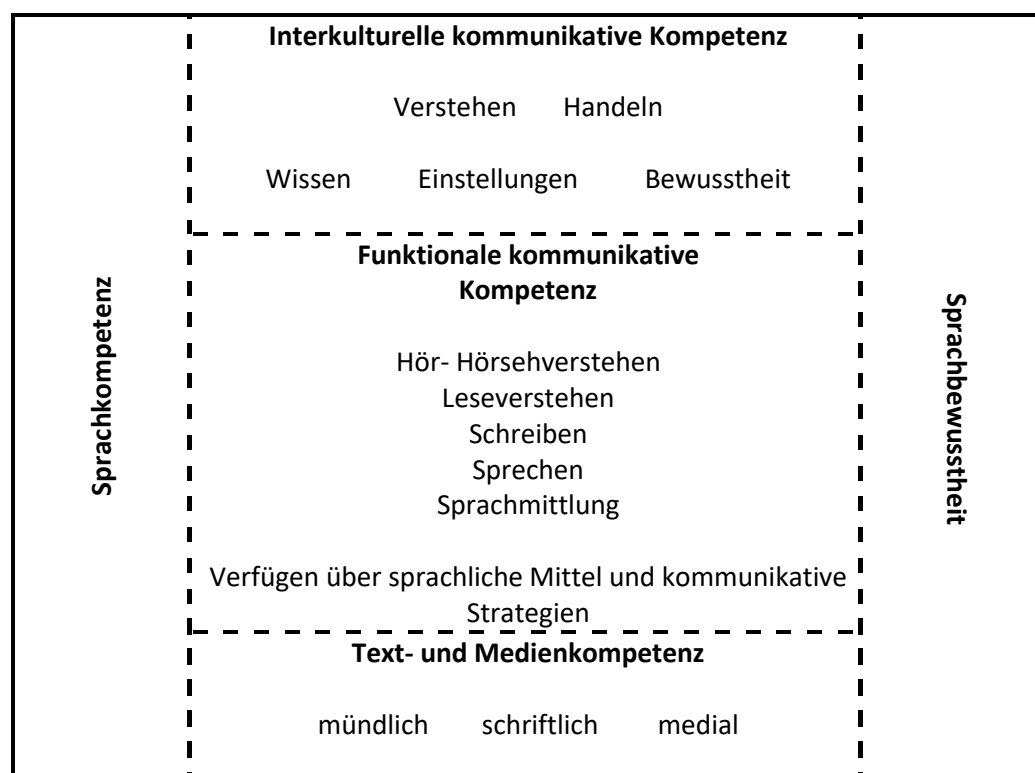 Interkulturelle kommunikative Kompetenz
Verstehen Handeln
Wissen Einstellungen Bewusstheit
Sprachkompetenz
Funktionale kommunikative
Kompetenz
Hör- Hörsehverstehen
Leseverstehen
Schreiben
Sprechen
Sprachmittlung
Verfügen über sprachliche Mittel und kommunikative
Strategien
Sprachbewusstheit
Text- und Medienkompetenz
mündlich schriftlich medial